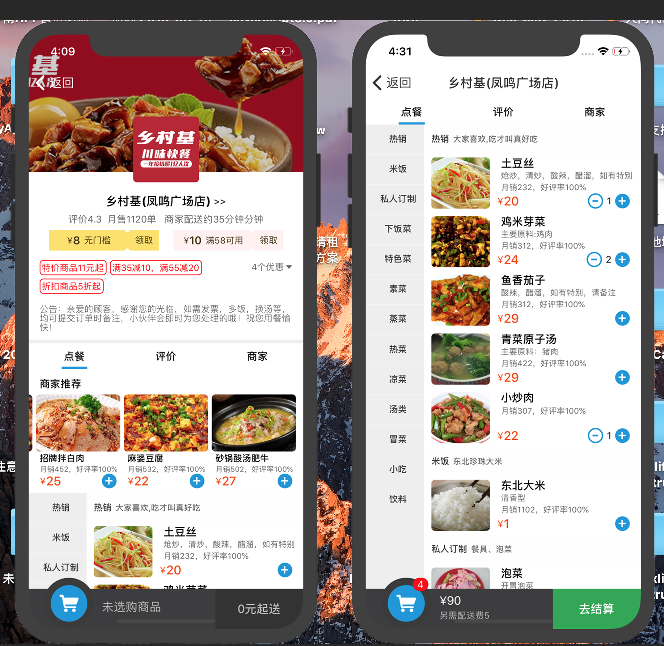 4:09
返回
乡村基
川味快餐
乡村基(凤鸣广场店) >>
评价4.3 月售1120单 商家配送约35分钟分钟
¥8 无门槛 领取
¥10 满58可用 领取
特价商品11元起
满35减10、满55减20
4个优惠
折扣商品5折起
公告：亲爱的顾客，感谢您的光临，如需发票，多饭，换汤等，
均可提交订单时备注，小伙伴会即时为您处理的哦！祝您用餐愉
快!
点餐 评价 商家
商家推荐
招牌拌白肉 麻婆豆腐 砂锅酸汤肥牛
月销452，好评率100% 月销532，好评率100% 月销502，好评率100%
¥25 ¥22 ¥27
热销
米饭
私人订制
热销 大家喜欢,吃才叫真好吃
土豆丝
炝炒，清炒，酸辣，醋溜，如有特别
月销232，好评率100%
¥20
未选购商品
0元起送
4:31
返回
乡村基(凤鸣广场店)
点餐 评价 商家
热销
米饭
私人订制
下饭菜
特色菜
素菜
蒸菜
热菜
凉菜
汤类
冒菜
小吃
饮料
热销 大家喜欢,吃才叫真好吃
土豆丝
炝炒，清炒，酸辣，醋溜，如有特别
月销232，好评率100%
¥20 1
鸡米芽菜
主要原料:鸡肉
月销312，好评率100%
¥24 2
鱼香茄子
酸辣，醋溜，如有特别，请备注
月销312，好评率100%
¥29
青菜原子汤
主要原料：猪肉
月销422，好评率100%
¥29
小炒肉
月销307，好评率100%
¥22 1
米饭 东北珍珠大米
东北大米
清香型
月销1102，好评率100%
¥1
私人订制 餐具、泡菜
泡菜
开胃泡菜
4
¥90
另需配送费5
去结算